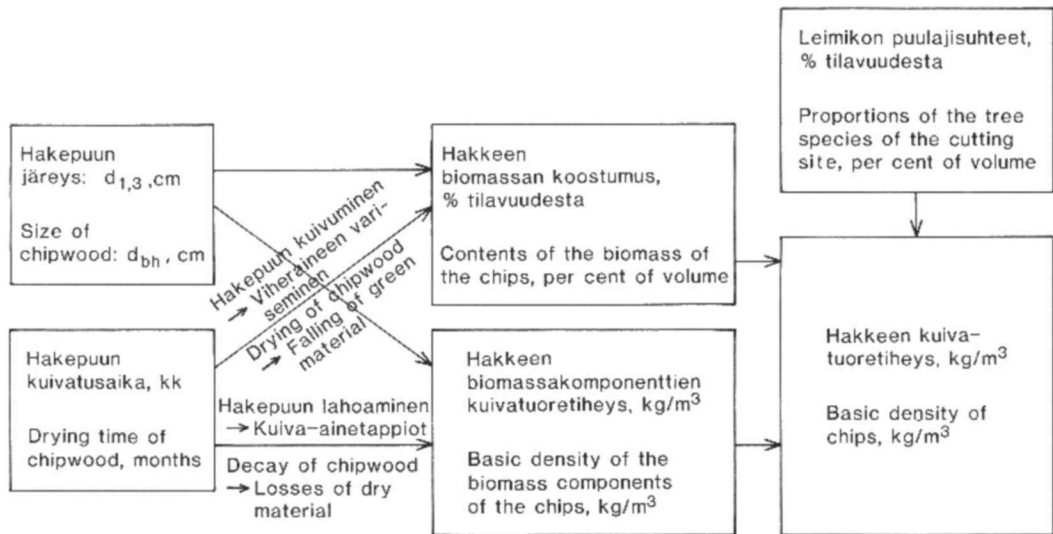 Hakepuun
järeys: d1,3 ,cm
Size of
chipwood: dbh , cm
Hakepuun
kuivatusaika, kk
Drying time of
chipwood, months
Hakepuun kuivuminen
→ Viheraineen vari-
seminen
Drying of chipwood
→ Falling of green
material
Hakepuun lahoaminen
→ Kuiva-ainetappiot
Decay of chipwood
→ Losses of dry
material
Hakkeen
biomassan koostumus,
% tilavuudesta
Contents of the biomass of
the chips, per cent of volume
Hakkeen
biomassakomponenttien
kuivatuoretiheys, kg/m³
Basic density of the
biomass components
of the chips, kg/m³
Leimikon puulajisuhteet,
% tilavuudesta
Proportions of the tree
species of the cutting
site, per cent of volume
Hakkeen kuiva-
tuoretiheys, kg/m³
Basic density of
chips, kg/m³